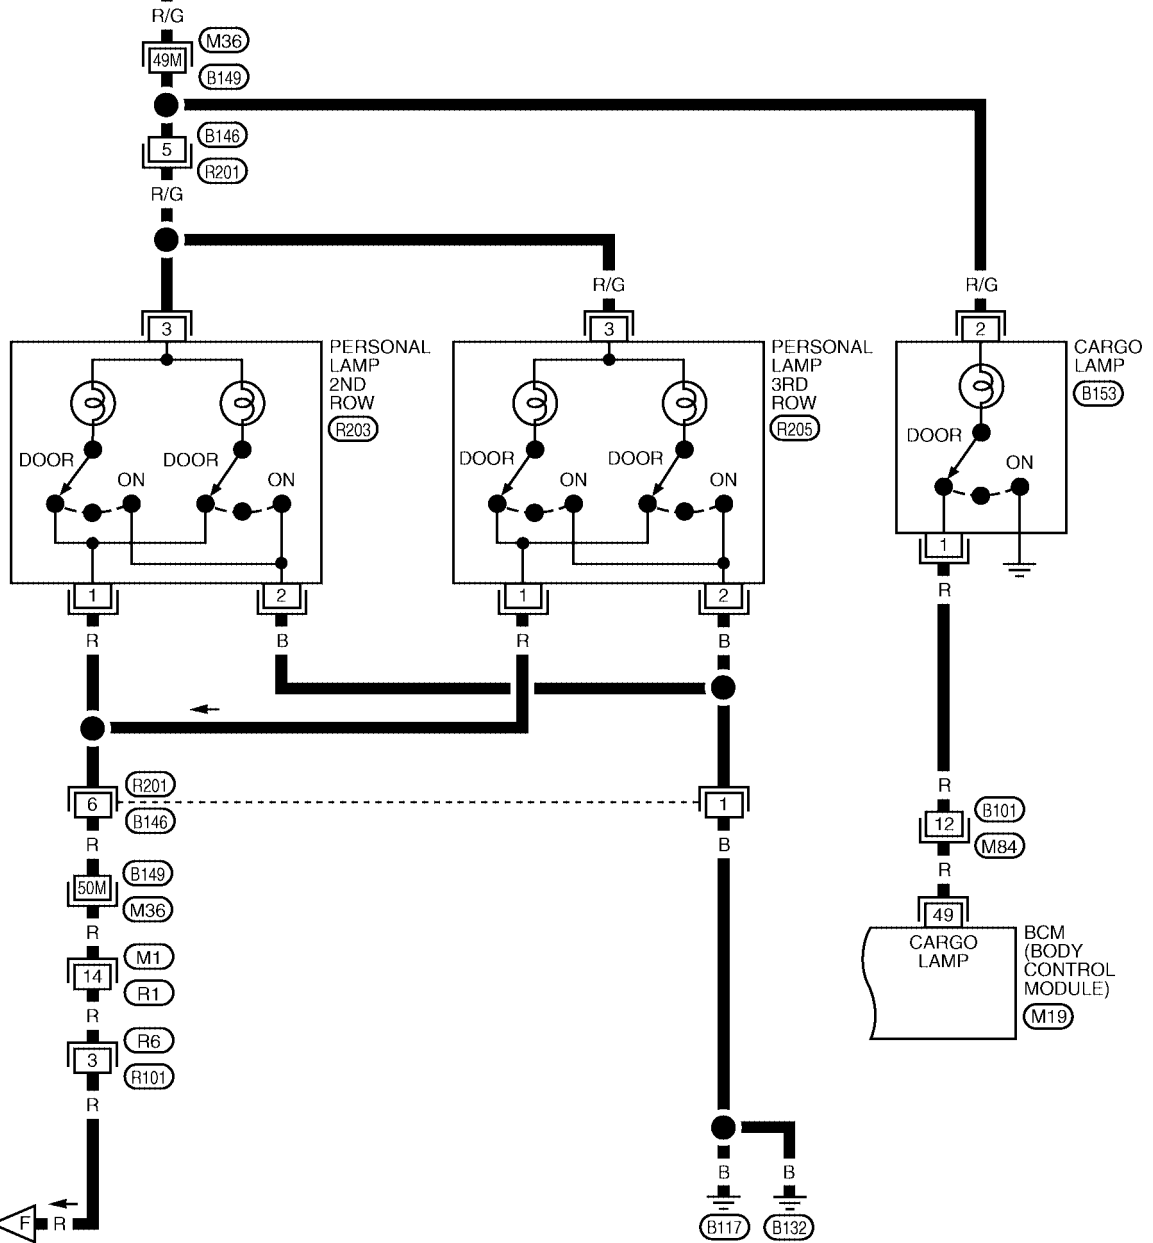 R/G
M36
49M
B149
B146
5
R201
R/G
R/G
R/G
3
3
2
PERSONAL
LAMP
2ND
ROW
R203
PERSONAL
LAMP
3RD
ROW
R205
CARGO
LAMP
B153
DOOR
DOOR
DOOR
DOOR
DOOR
ON
ON
ON
ON
ON
1
2
1
2
1
R
B
R
B
R
R201
6
B146
1
R
B
R
B101
12
M84
R
B149
50M
M36
R
49
CARGO
LAMP
BCM
(BODY
CONTROL
MODULE)
M19
M1
14
R1
R
R6
3
R101
R
F
R
B
B
B117
B132